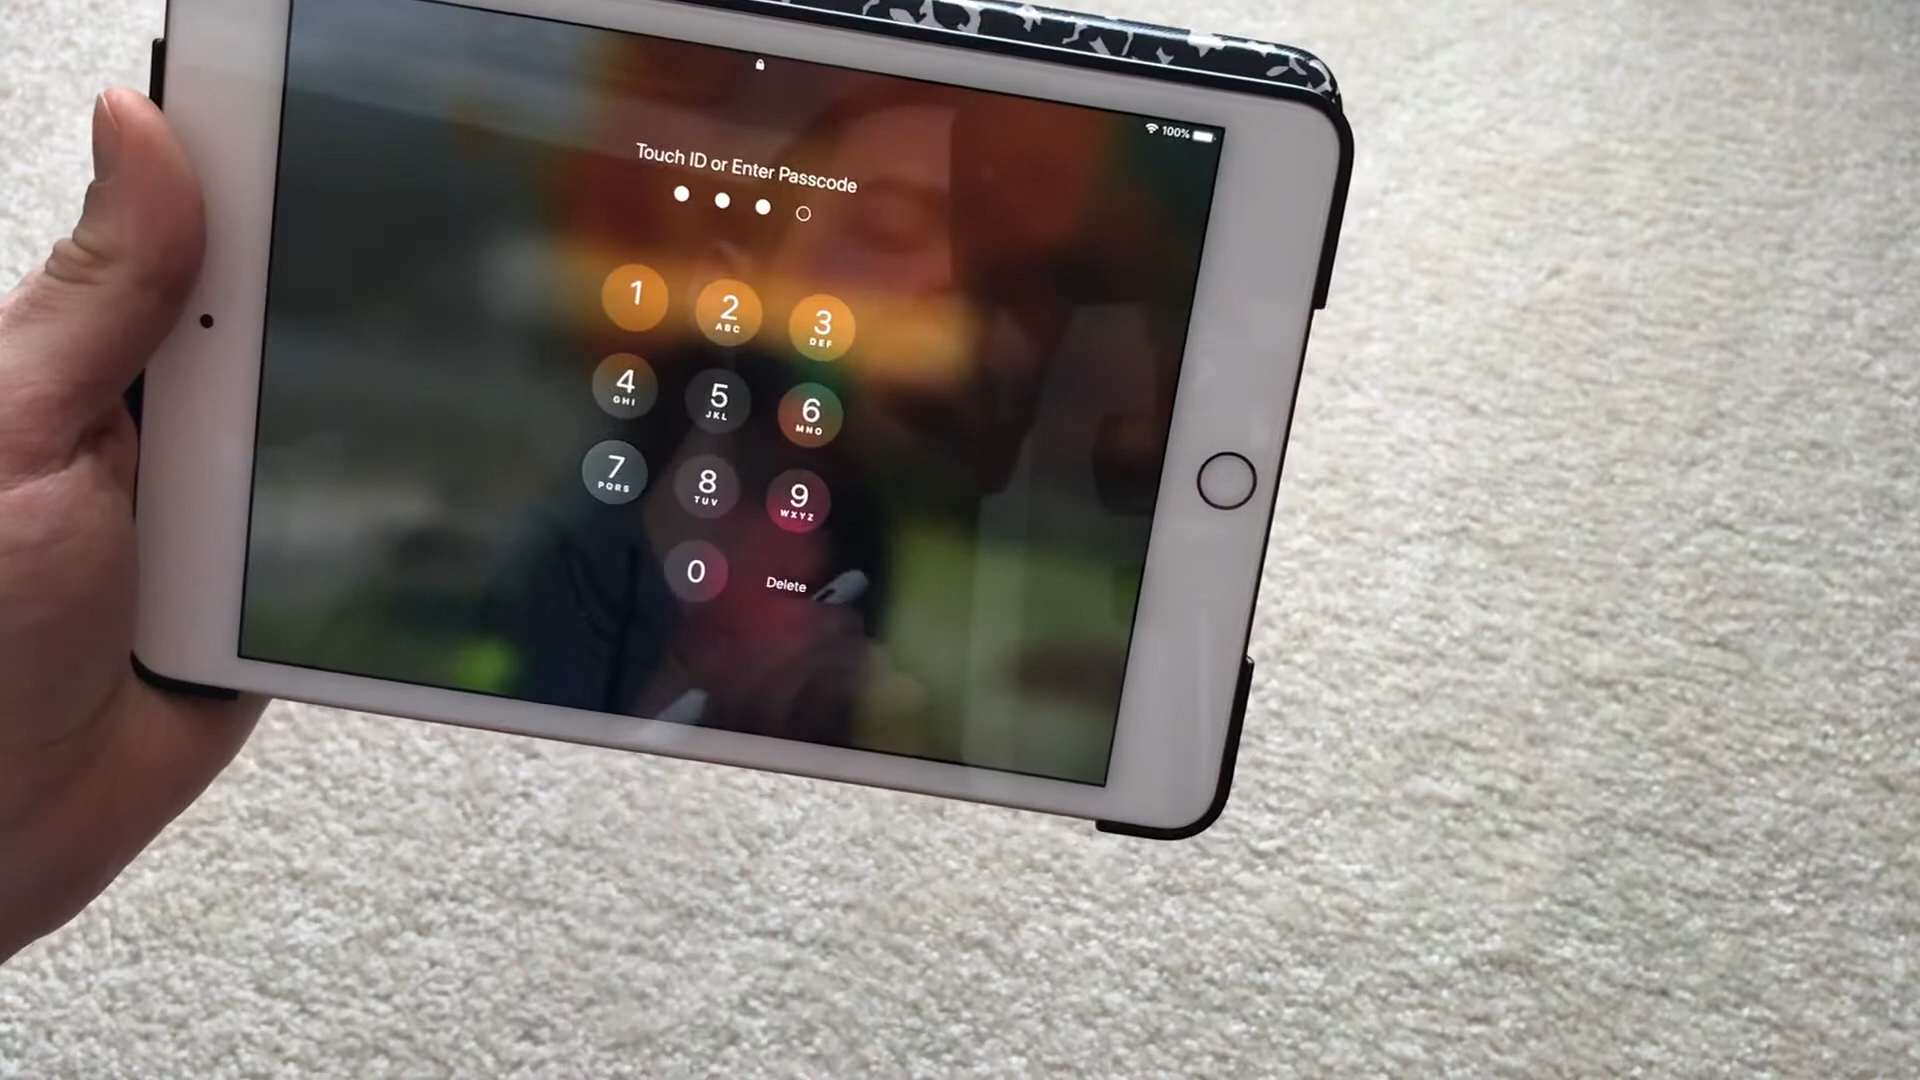 100%
Touch ID or Enter Passcode
1
2
ABC
3
DEF
4
GHI
5
JKL
6
MNO
7
PQRS
8
TUV
9
WXYZ
0
Delete